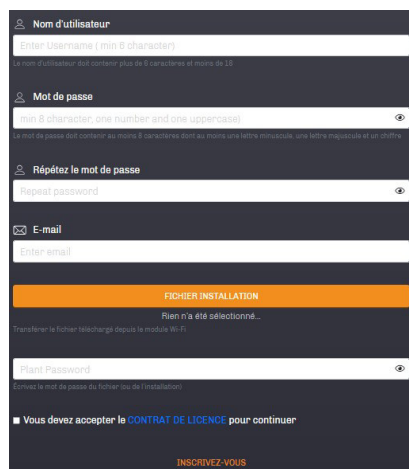 Nom d'utilisateur
Enter Username ( min 6 character)
Le nom d'utilisateur doit contenir plus de 6 caractères et moins de 16
Mot de passe
min 8 character, one number and one uppercase)
Le mot de passe doit contenir au moins 8 caractères dont au moins une lettre minuscule, une lettre majuscule et un chiffre
Répétez le mot de passe
Repeat password
E-mail
Enter email
FICHIER INSTALLATION
Rien n'a été sélectionné...
Transférer le fichier téléchargé depuis le module Wi-Fi
Plant Password
Écrivez le mot de passe du fichier (ou de l'installation)
Vous devez accepter le CONTRAT DE LICENCE pour continuer
INSCRIVEZ-VOUS